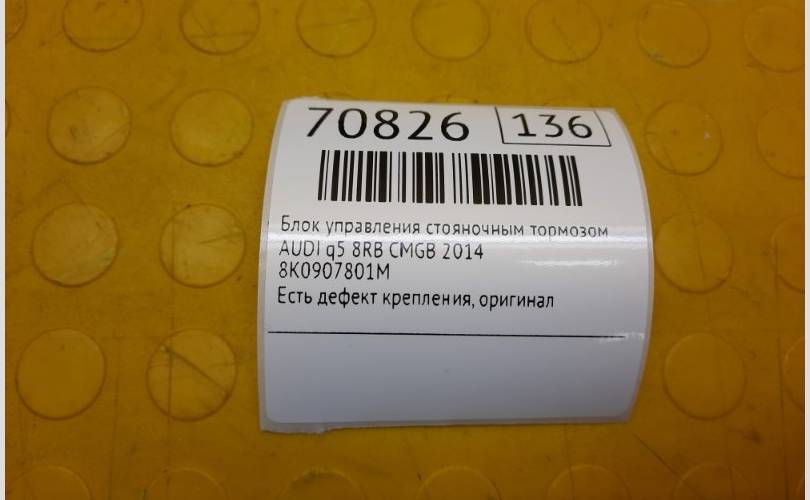 70826 136
Блок управления стояночным тормозом
AUDI q5 8RB CMGB 2014
8K0907801M
Есть дефект крепления, оригинал